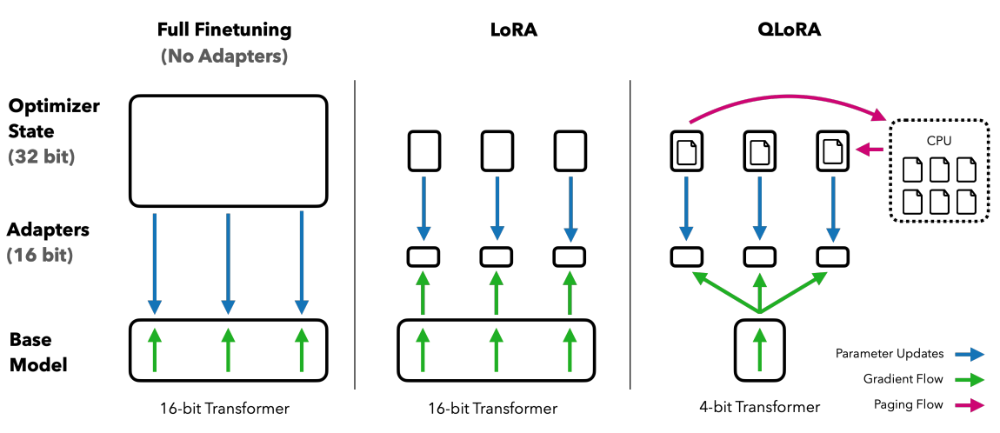 Full Finetuning
(No Adapters)
LoRA
QLoRA
Optimizer
State
(32 bit)
CPU
Adapters
(16 bit)
Base
Model
Parameter Updates
Gradient Flow
Paging Flow
16-bit Transformer
16-bit Transformer
4-bit Transformer